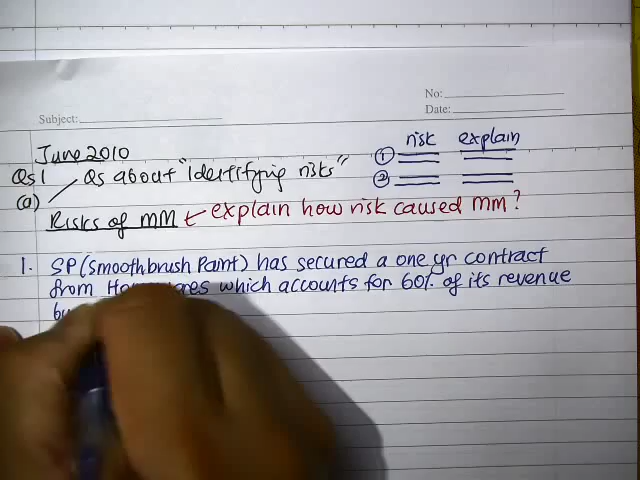 No:
Subject:
Date:
June 2010
risk explain
Qs 1
Qs about "Identifying risks"
①
②
(a)
Risks of MM ← explain how risk caused MM?
1. SP (Smoothbrush Paint) has secured a one yr contract
from which accounts for 60% of its revenue